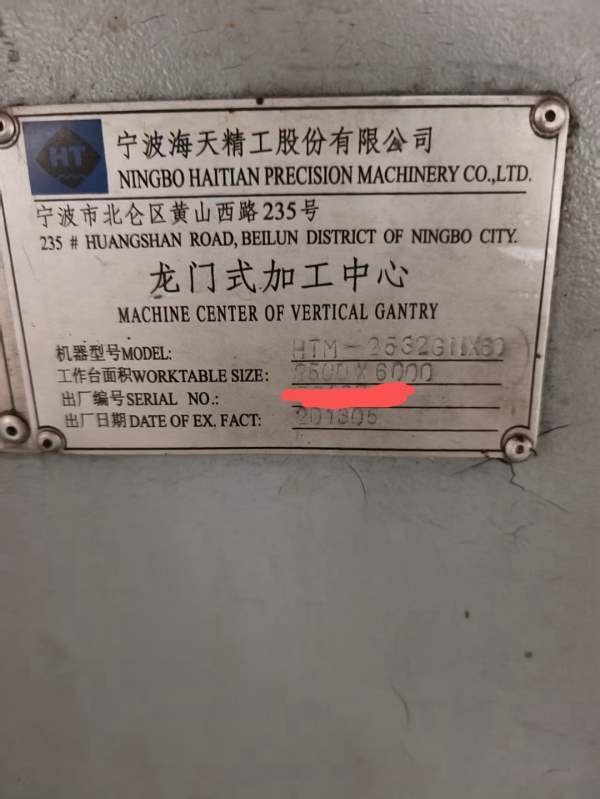 HT
宁波海天精工股份有限公司
NINGBO HAITIAN PRECISION MACHINERY CO.,LTD.
宁波市北仑区黄山西路235号
235 # HUANGSHAN ROAD, BEILUN DISTRICT OF NINGBO CITY.
龙门式加工中心
MACHINE CENTER OF VERTICAL GANTRY
机器型号MODEL:
工作台面积WORKTABLE SIZE: 2500X6000
出厂编号SERIAL NO.:
出厂日期DATE OF EX. FACT: 201305